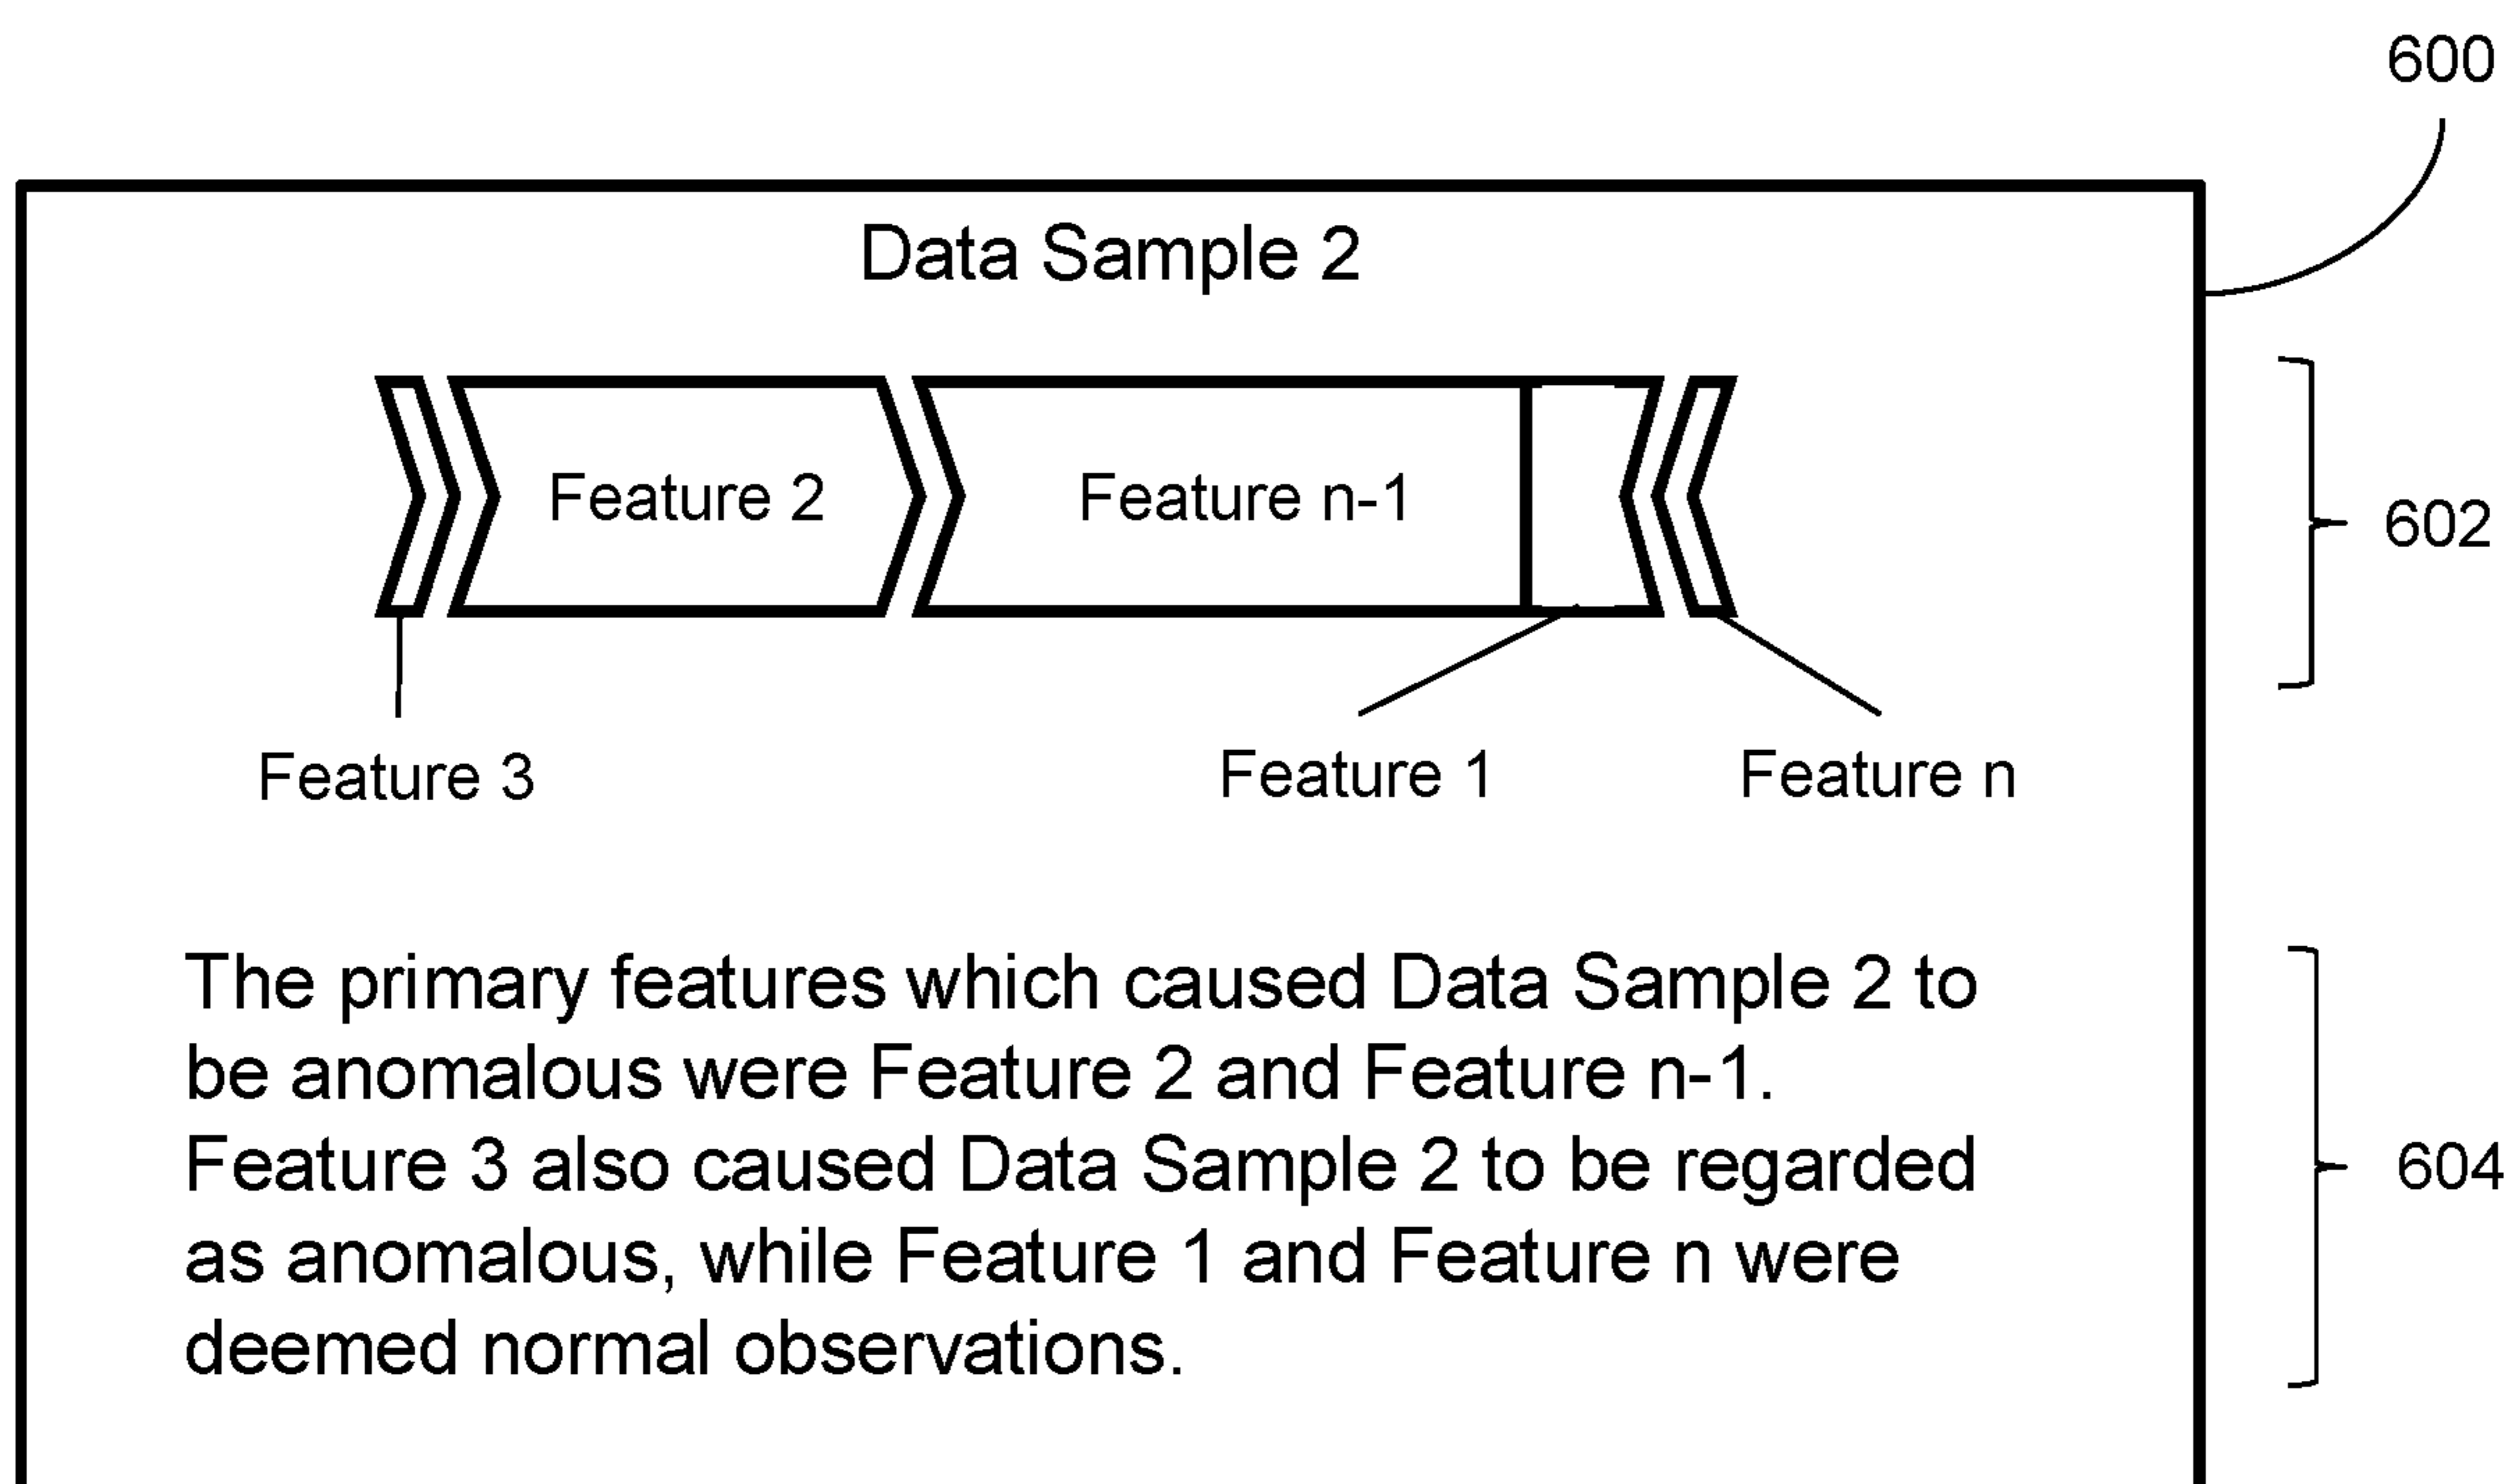 600
Data Sample 2
Feature 2
Feature n-1
602
Feature 3
Feature 1
Feature n
The primary features which caused Data Sample 2 to
be anomalous were Feature 2 and Feature n-1.
Feature 3 also caused Data Sample 2 to be regarded
as anomalous, while Feature 1 and Feature n were
deemed normal observations.
604